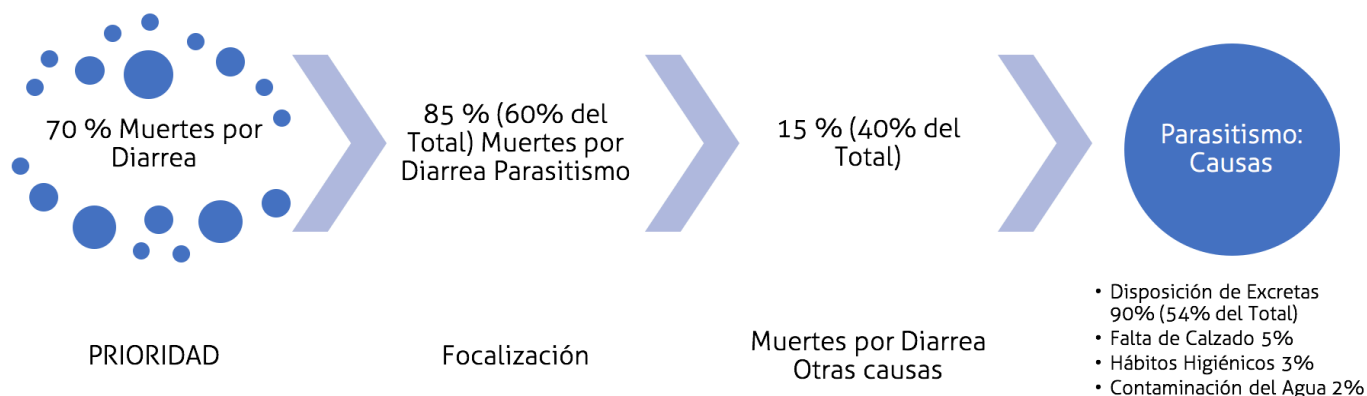 70 % Muertes por
Diarrea
PRIORIDAD
85 % (60% del
Total) Muertes por
Diarrea Parasitismo
Focalización
15 % (40% del
Total)
Muertes por Diarrea
Otras causas
Parasitismo:
Causas
• Disposición de Excretas
90% (54% del Total)
• Falta de Calzado 5%
• Hábitos Higiénicos 3%
• Contaminación del Agua 2%